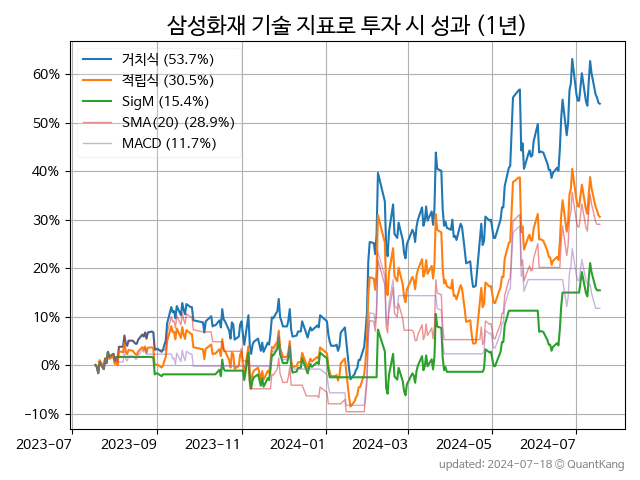 삼성화재 기술 지표로 투자 시 성과 (1년)
거치식 (53.7%)
적립식 (30.5%)
SigM (15.4%)
SMA(20) (28.9%)
MACD (11.7%)
60%
50%
40%
30%
20%
10%
0%
−10%
2023-07
2023-09
2023-11
2024-01
2024-03
2024-05
2024-07
updated: 2024-07-18 © QuantKang